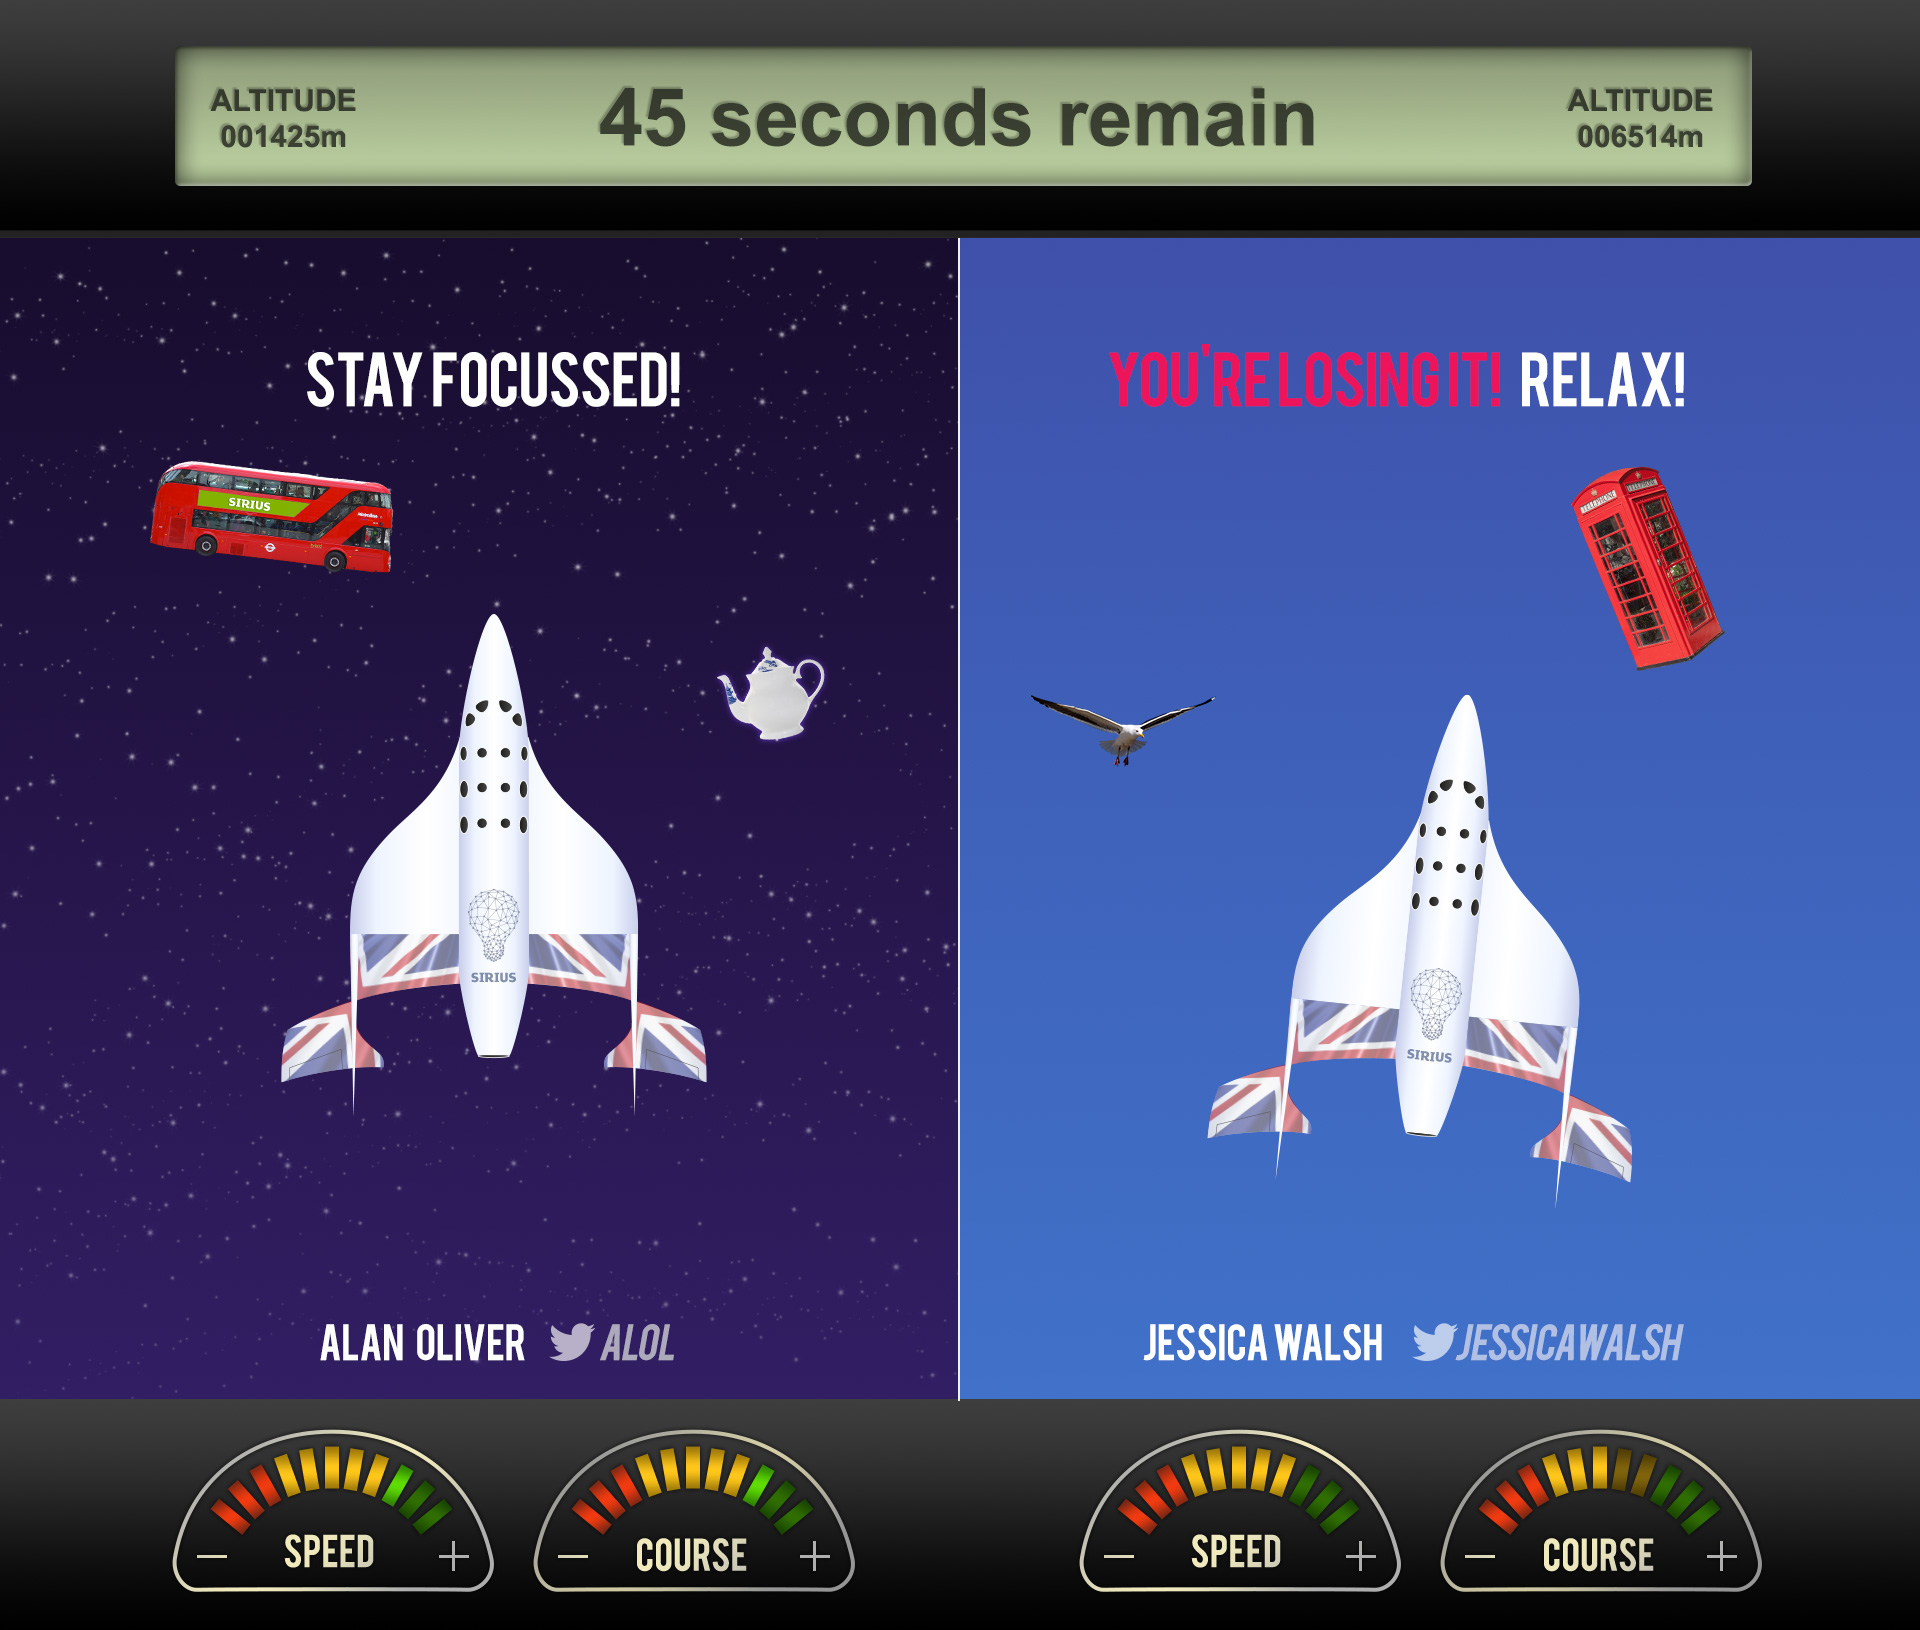 ALTITUDE
001425m
45 seconds remain
ALTITUDE
006514m
STAY FOCUSSED!
SIRIUS
SIRIUS
ALAN OLIVER ALOL
YOU'RE LOSING IT! RELAX!
TELEPHONE
SIRIUS
JESSICA WALSH JESSICAWALSH
SPEED
COURSE
SPEED
COURSE